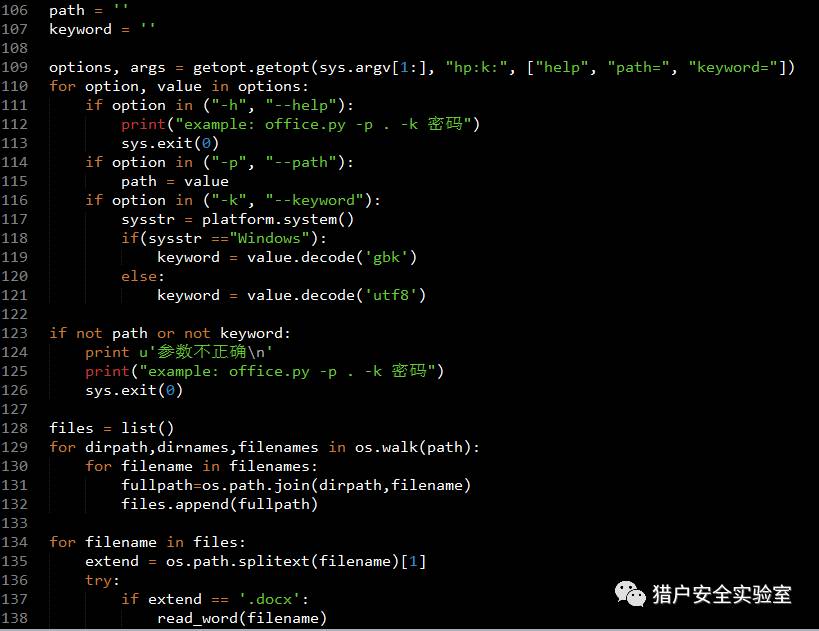 106 path = ''
107 keyword = ''
108
109 options, args = getopt.getopt(sys.argv[1:], "hp:k:", ["help", "path=", "keyword="])
110 for option, value in options:
111     if option in ("-h", "--help"):
112         print("example: office.py -p . -k 密码")
113         sys.exit(0)
114     if option in ("-p", "--path"):
115         path = value
116     if option in ("-k", "--keyword"):
117         sysstr = platform.system()
118         if(sysstr =="Windows"):
119             keyword = value.decode('gbk')
120         else:
121             keyword = value.decode('utf8')
122
123 if not path or not keyword:
124     print u'参数不正确\n'
125     print("example: office.py -p . -k 密码")
126     sys.exit(0)
127
128 files = list()
129 for dirpath,dirnames,filenames in os.walk(path):
130     for filename in filenames:
131         fullpath=os.path.join(dirpath,filename)
132         files.append(fullpath)
133
134 for filename in files:
135     extend = os.path.splitext(filename)[1]
136     try:
137         if extend == '.docx':
138             read_word(filename)
猎户安全实验室